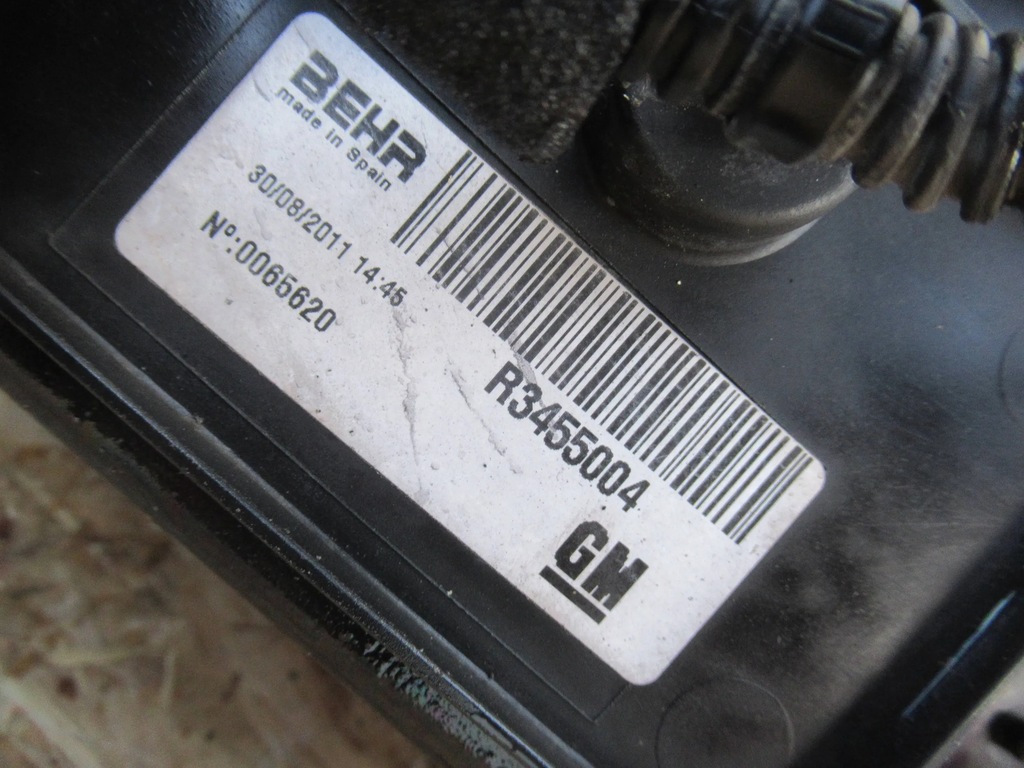 BEHR
made in Spain
30/08/2011 14:45
Nº:0065620
R3455004
GM